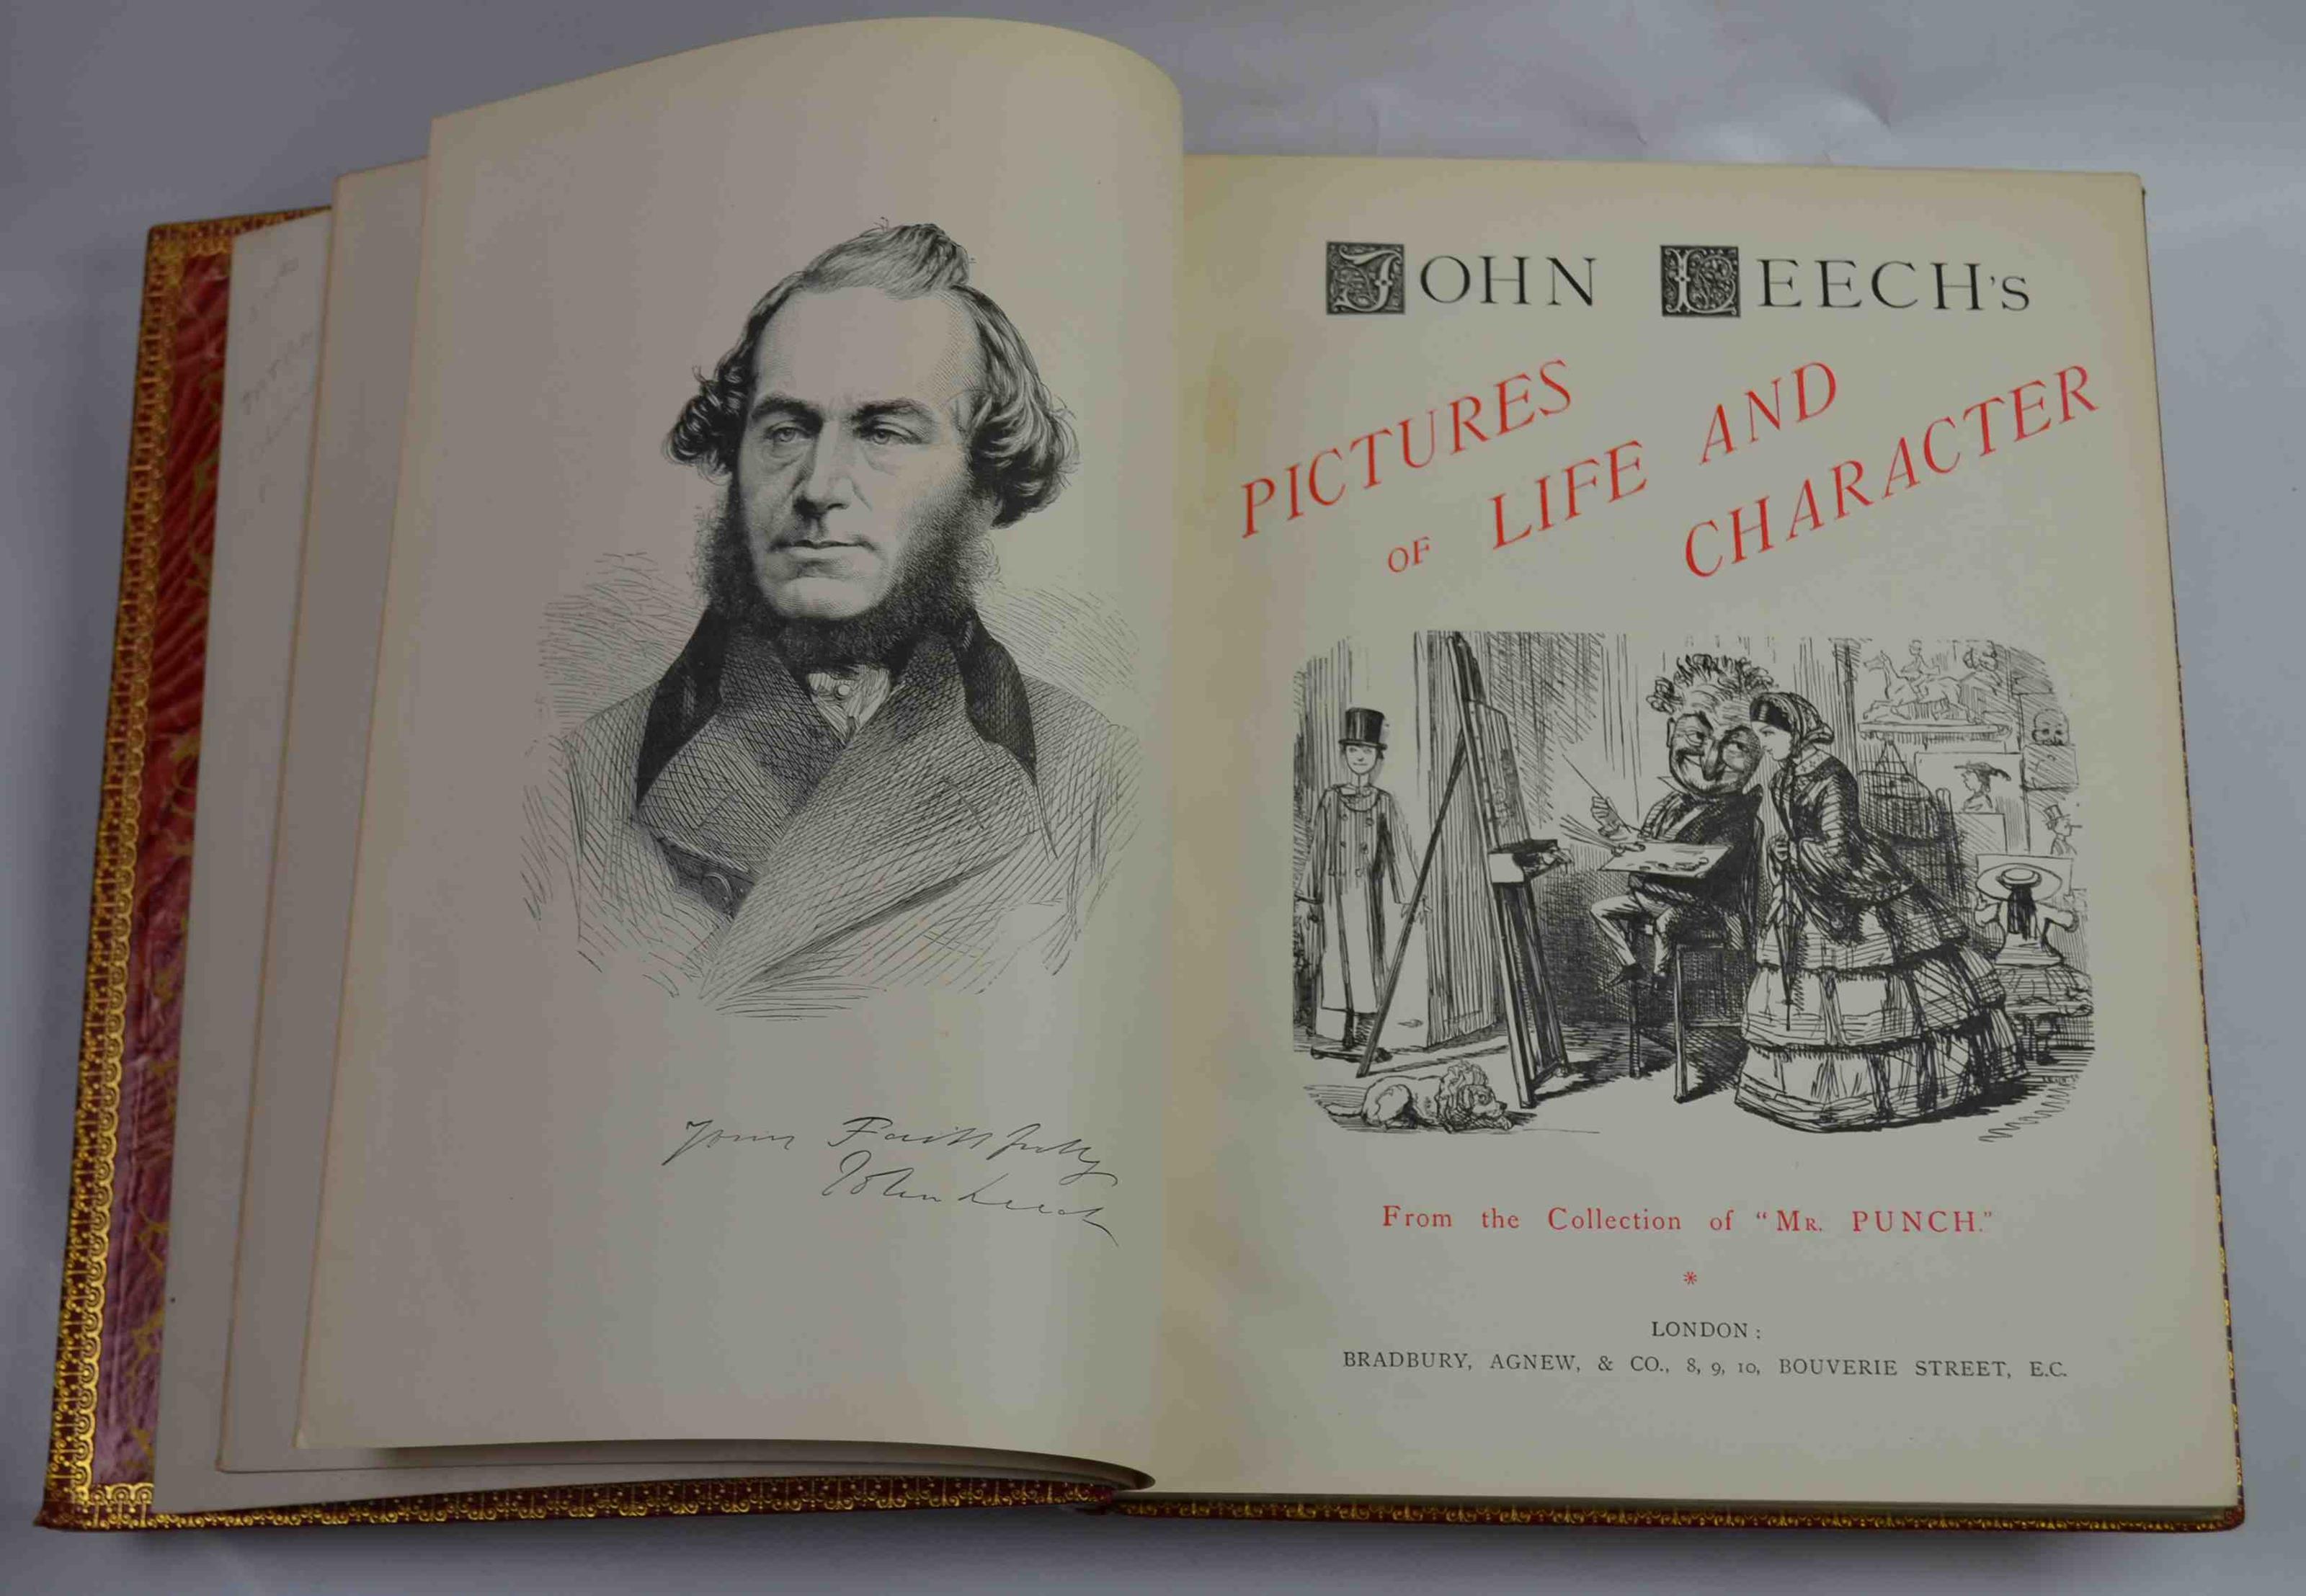 Yours Faithfully
John Leech
JOHN LEECH'S
PICTURES
OF LIFE AND
CHARACTER
From the Collection of "MR. PUNCH."
*
LONDON:
BRADBURY, AGNEW, & CO., 8, 9, 10, BOUVERIE STREET, E.C.